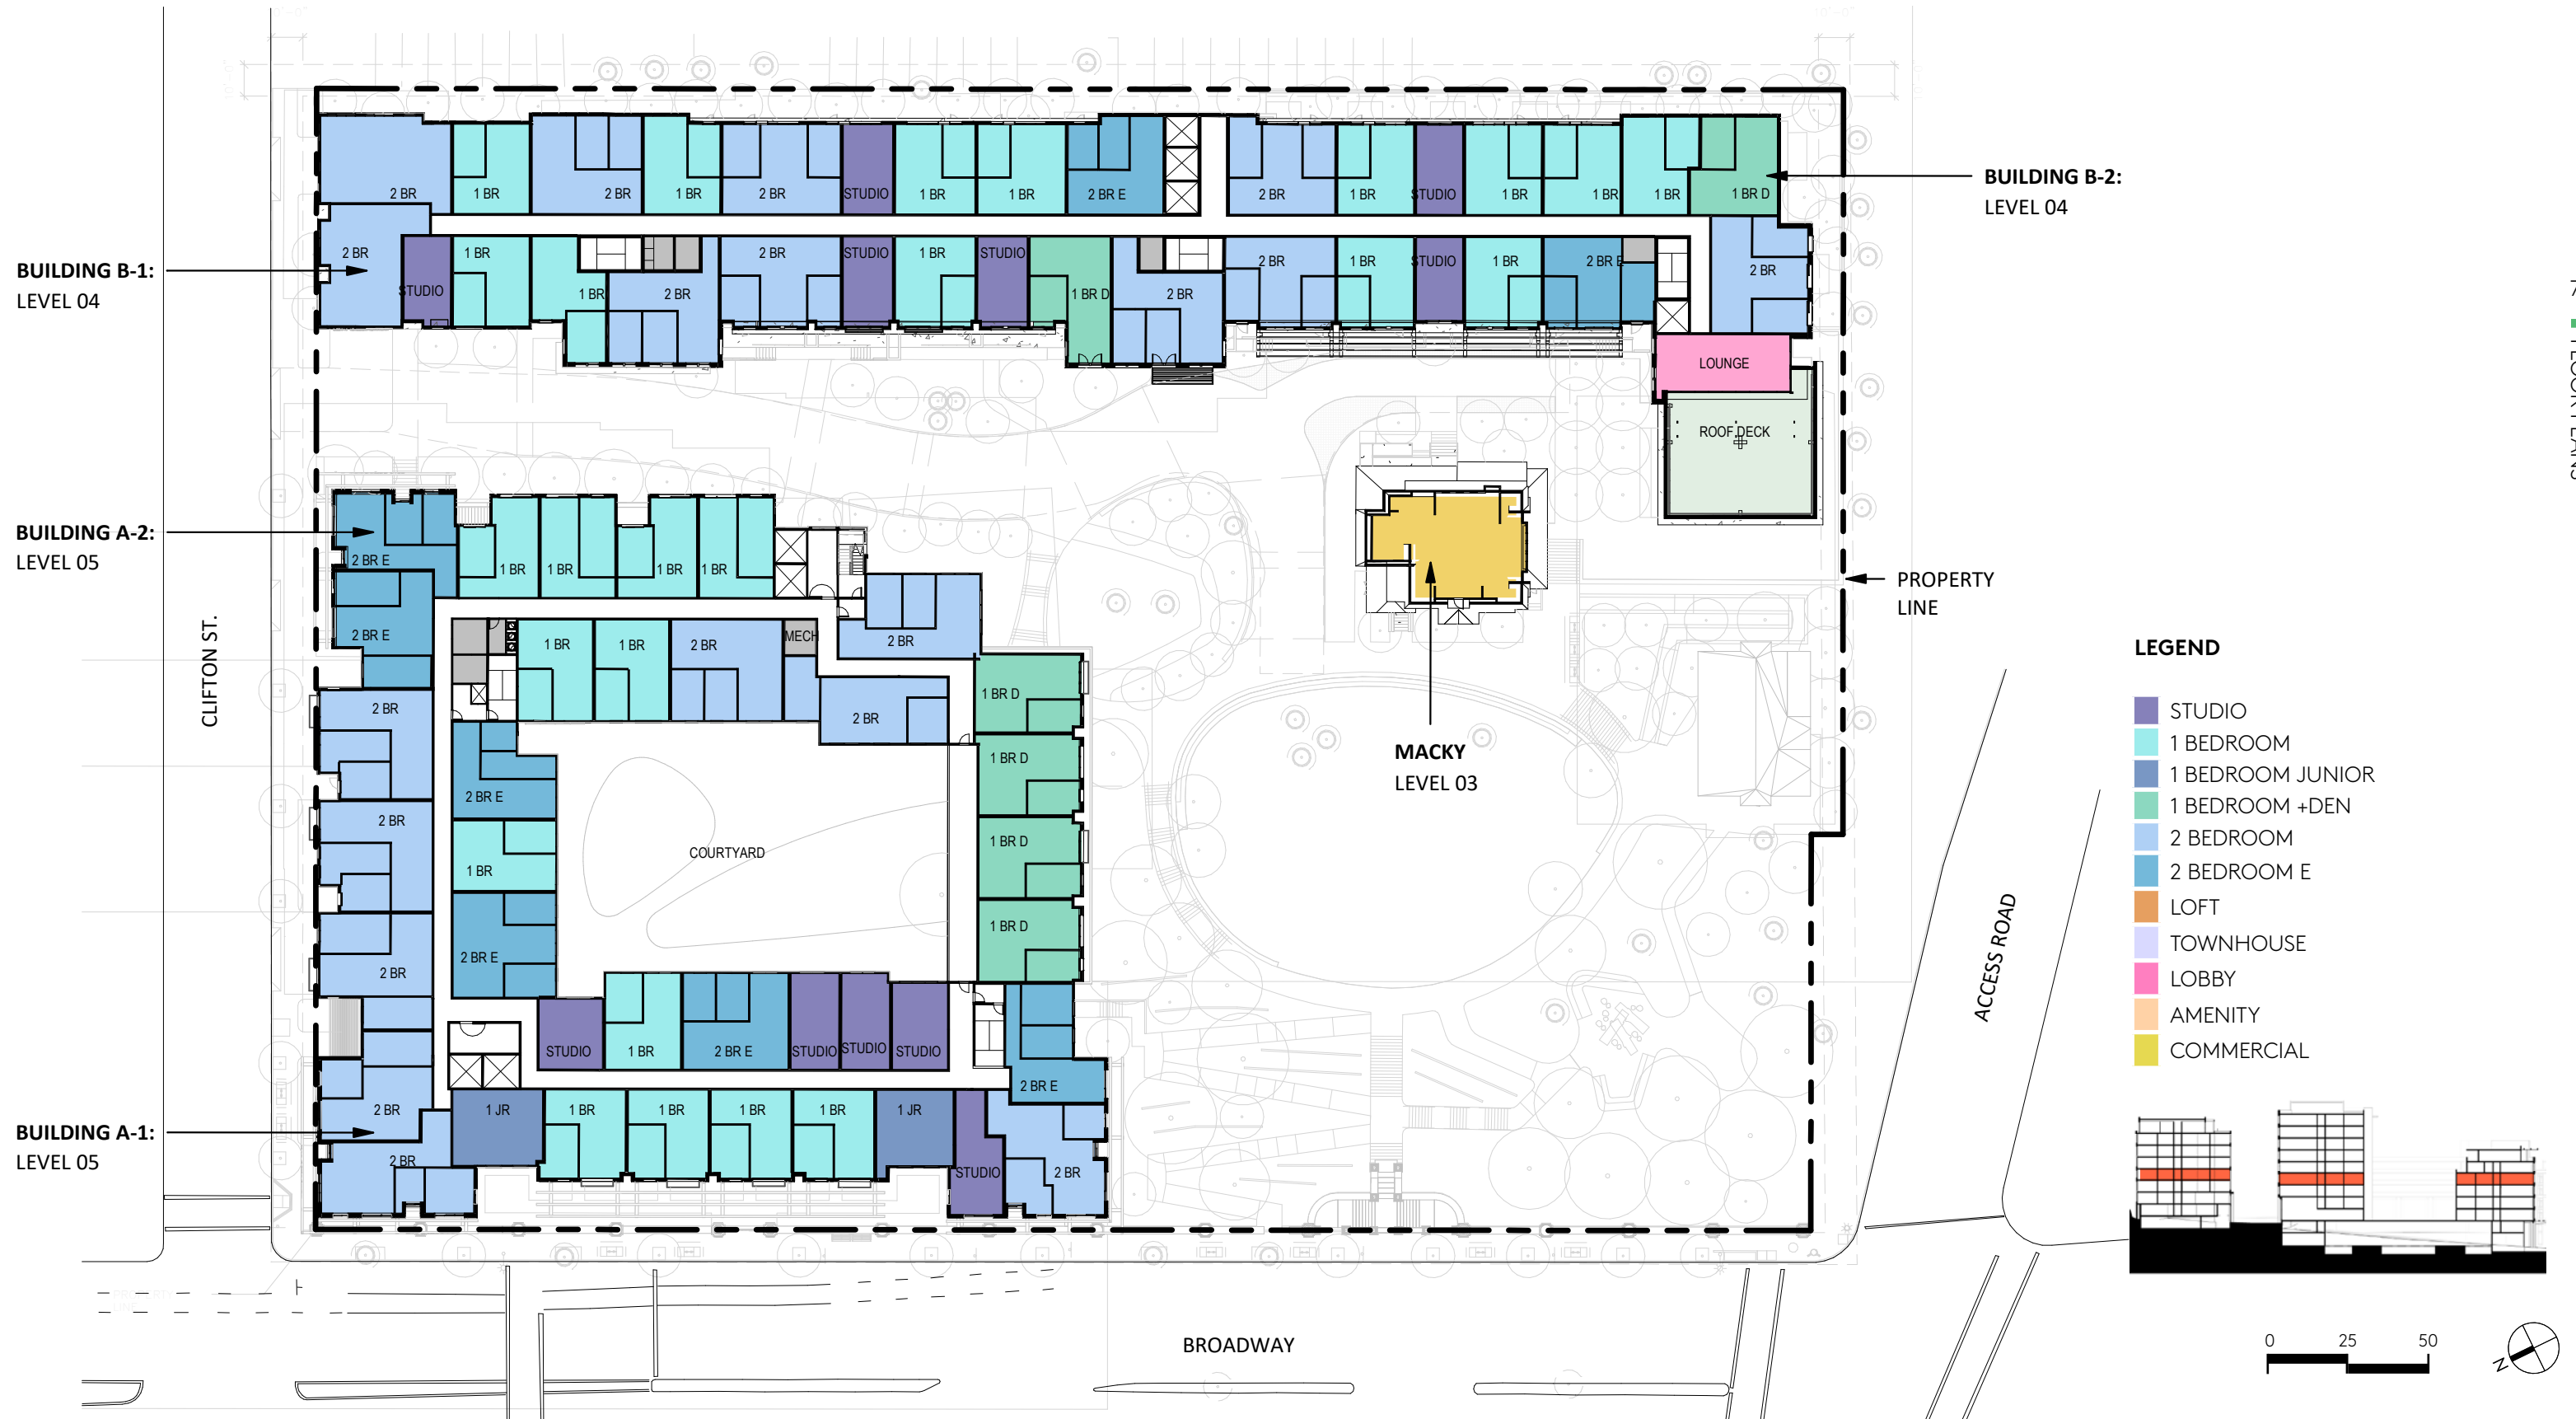 2 BR
1 BR
2 BR
1 BR
2 BR
STUDIO
1 BR
1 BR
2 BR E
2 BR
1 BR
STUDIO
1 BR
1 BR
1 BR
1 BR D
BUILDING B-2:
LEVEL 04
BUILDING B-1:
LEVEL 04
2 BR
STUDIO
1 BR
1 BR
2 BR
2 BR
STUDIO
1 BR
STUDIO
1 BR D
2 BR
2 BR
1 BR
STUDIO
1 BR
2 BR E
2 BR
LOUNGE
ROOF DECK
FLOOR PLANS
BUILDING A-2:
LEVEL 05
2 BR E
1 BR
1 BR
1 BR
1 BR
2 BR E
1 BR
1 BR
2 BR
MECH
2 BR
2 BR
PROPERTY
LINE
CLIFTON ST.
2 BR
2 BR
2 BR
2 BR E
1 BR
2 BR E
COURTYARD
1 BR D
1 BR D
1 BR D
1 BR D
MACKY
LEVEL 03
STUDIO
1 BR
2 BR E
STUDIO
STUDIO
STUDIO
2 BR E
BUILDING A-1:
LEVEL 05
2 BR
2 BR
1 JR
1 BR
1 BR
1 BR
1 BR
1 JR
STUDIO
2 BR
ACCESS ROAD
BROADWAY
PROPERTY
LINE
LEGEND
STUDIO
1 BEDROOM
1 BEDROOM JUNIOR
1 BEDROOM +DEN
2 BEDROOM
2 BEDROOM E
LOFT
TOWNHOUSE
LOBBY
AMENITY
COMMERCIAL
0 25 50
N